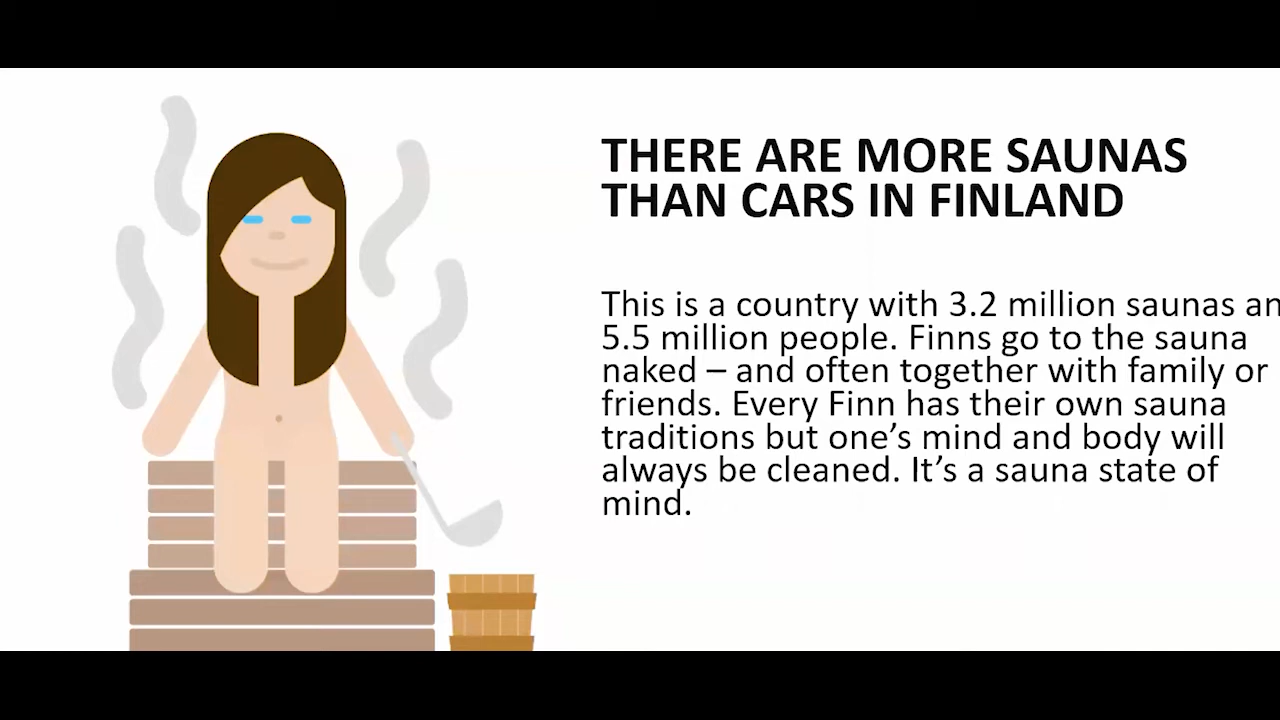 THERE ARE MORE SAUNAS
THAN CARS IN FINLAND
This is a country with 3.2 million saunas an
5.5 million people. Finns go to the sauna
naked – and often together with family or
friends. Every Finn has their own sauna
traditions but one’s mind and body will
always be cleaned. It’s a sauna state of
mind.